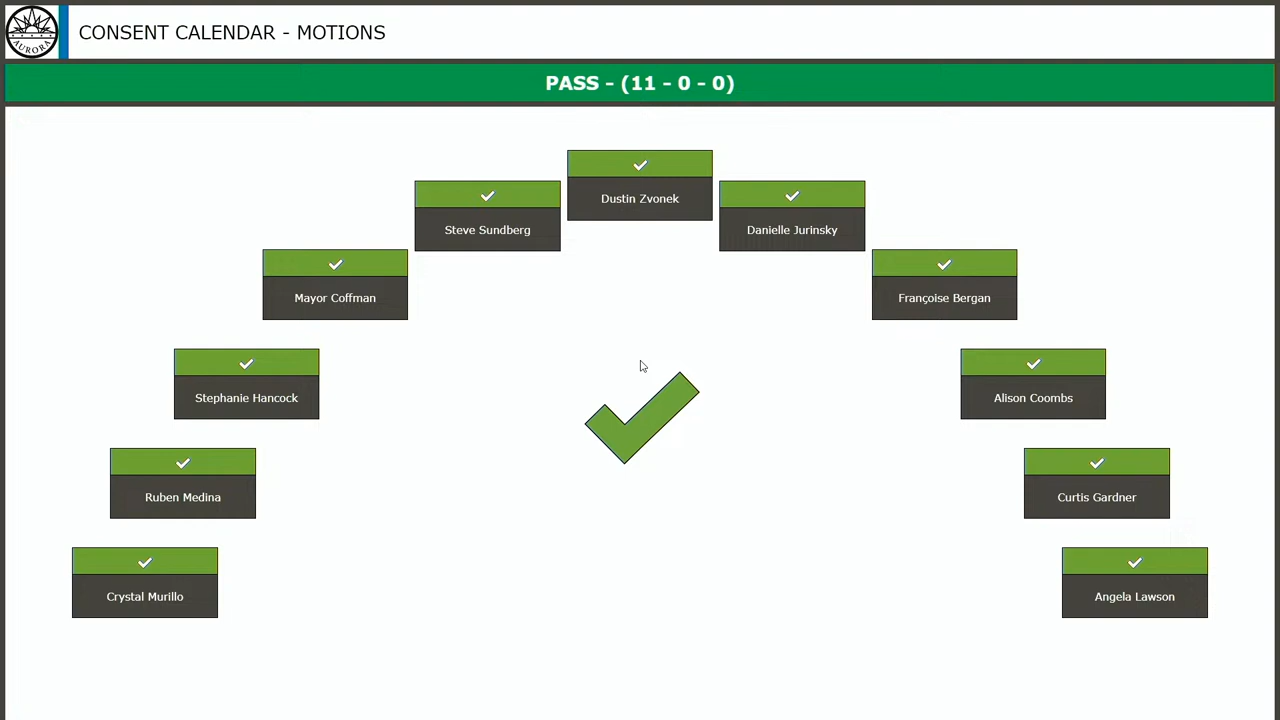 AURORA
CONSENT CALENDAR - MOTIONS
PASS - (11 - 0 - 0)
Dustin Zvonek
Steve Sundberg
Danielle Jurinsky
Mayor Coffman
Françoise Bergan
Stephanie Hancock
Alison Coombs
Ruben Medina
Curtis Gardner
Crystal Murillo
Angela Lawson